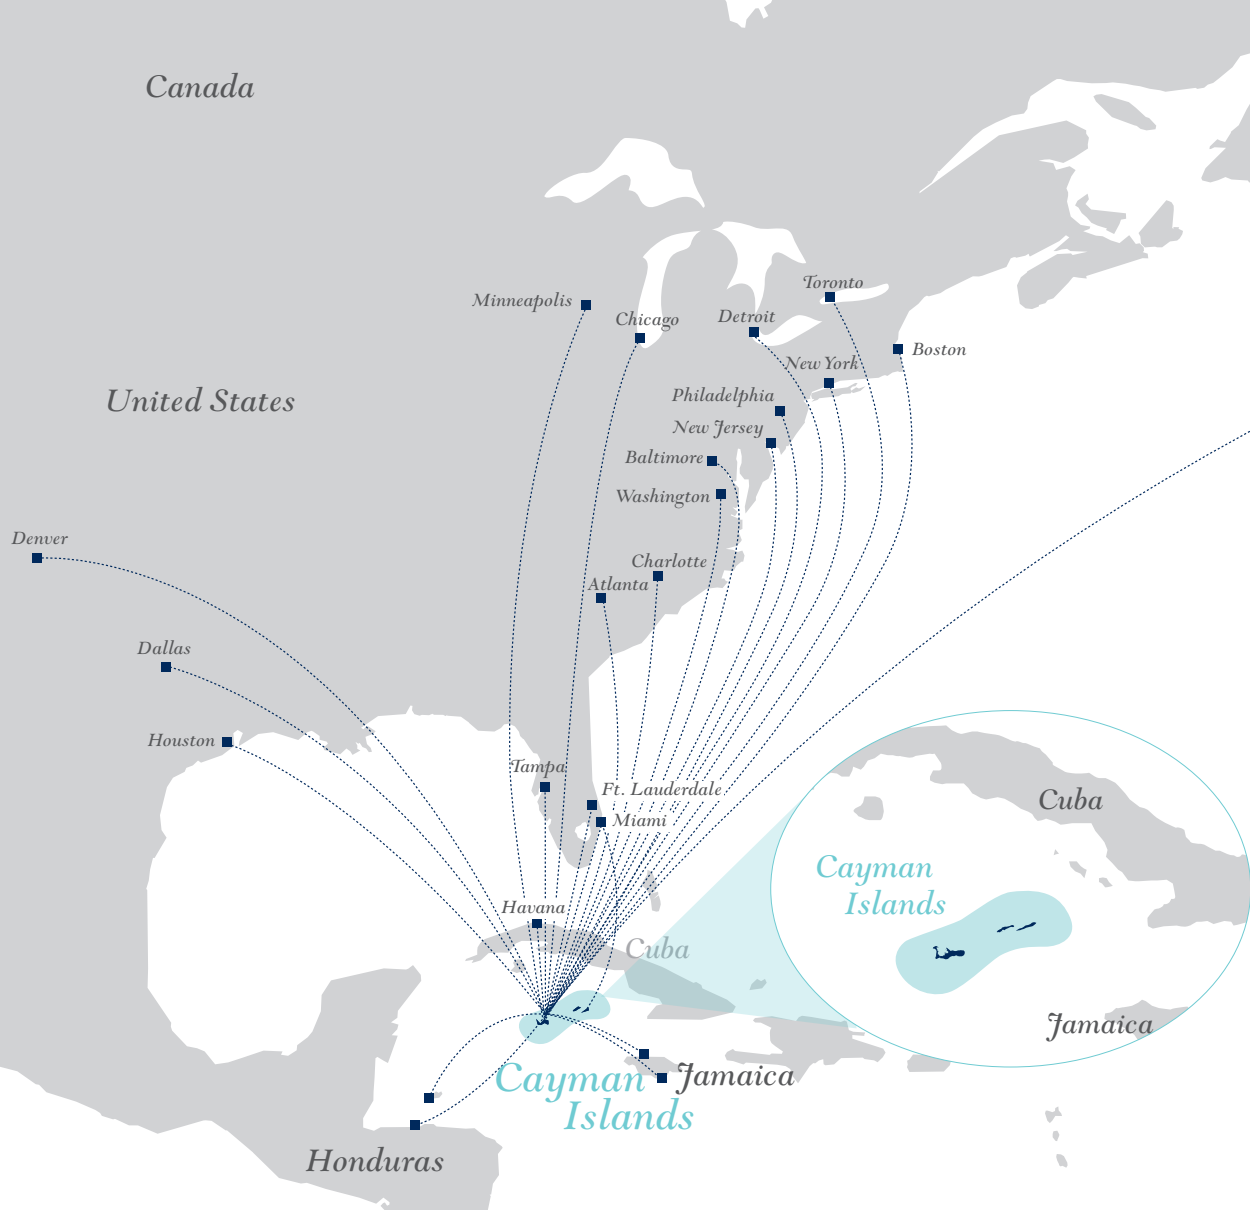 Canada
Toronto
Minneapolis
Chicago
Detroit
Boston
New York
United States
Philadelphia
New Jersey
Baltimore
Washington
Denver
Charlotte
Atlanta
Dallas
Houston
Tampa
Ft. Lauderdale
Miami
Cuba
Cayman
Islands
Havana
Cuba
Jamaica
Cayman
Islands
Jamaica
Honduras